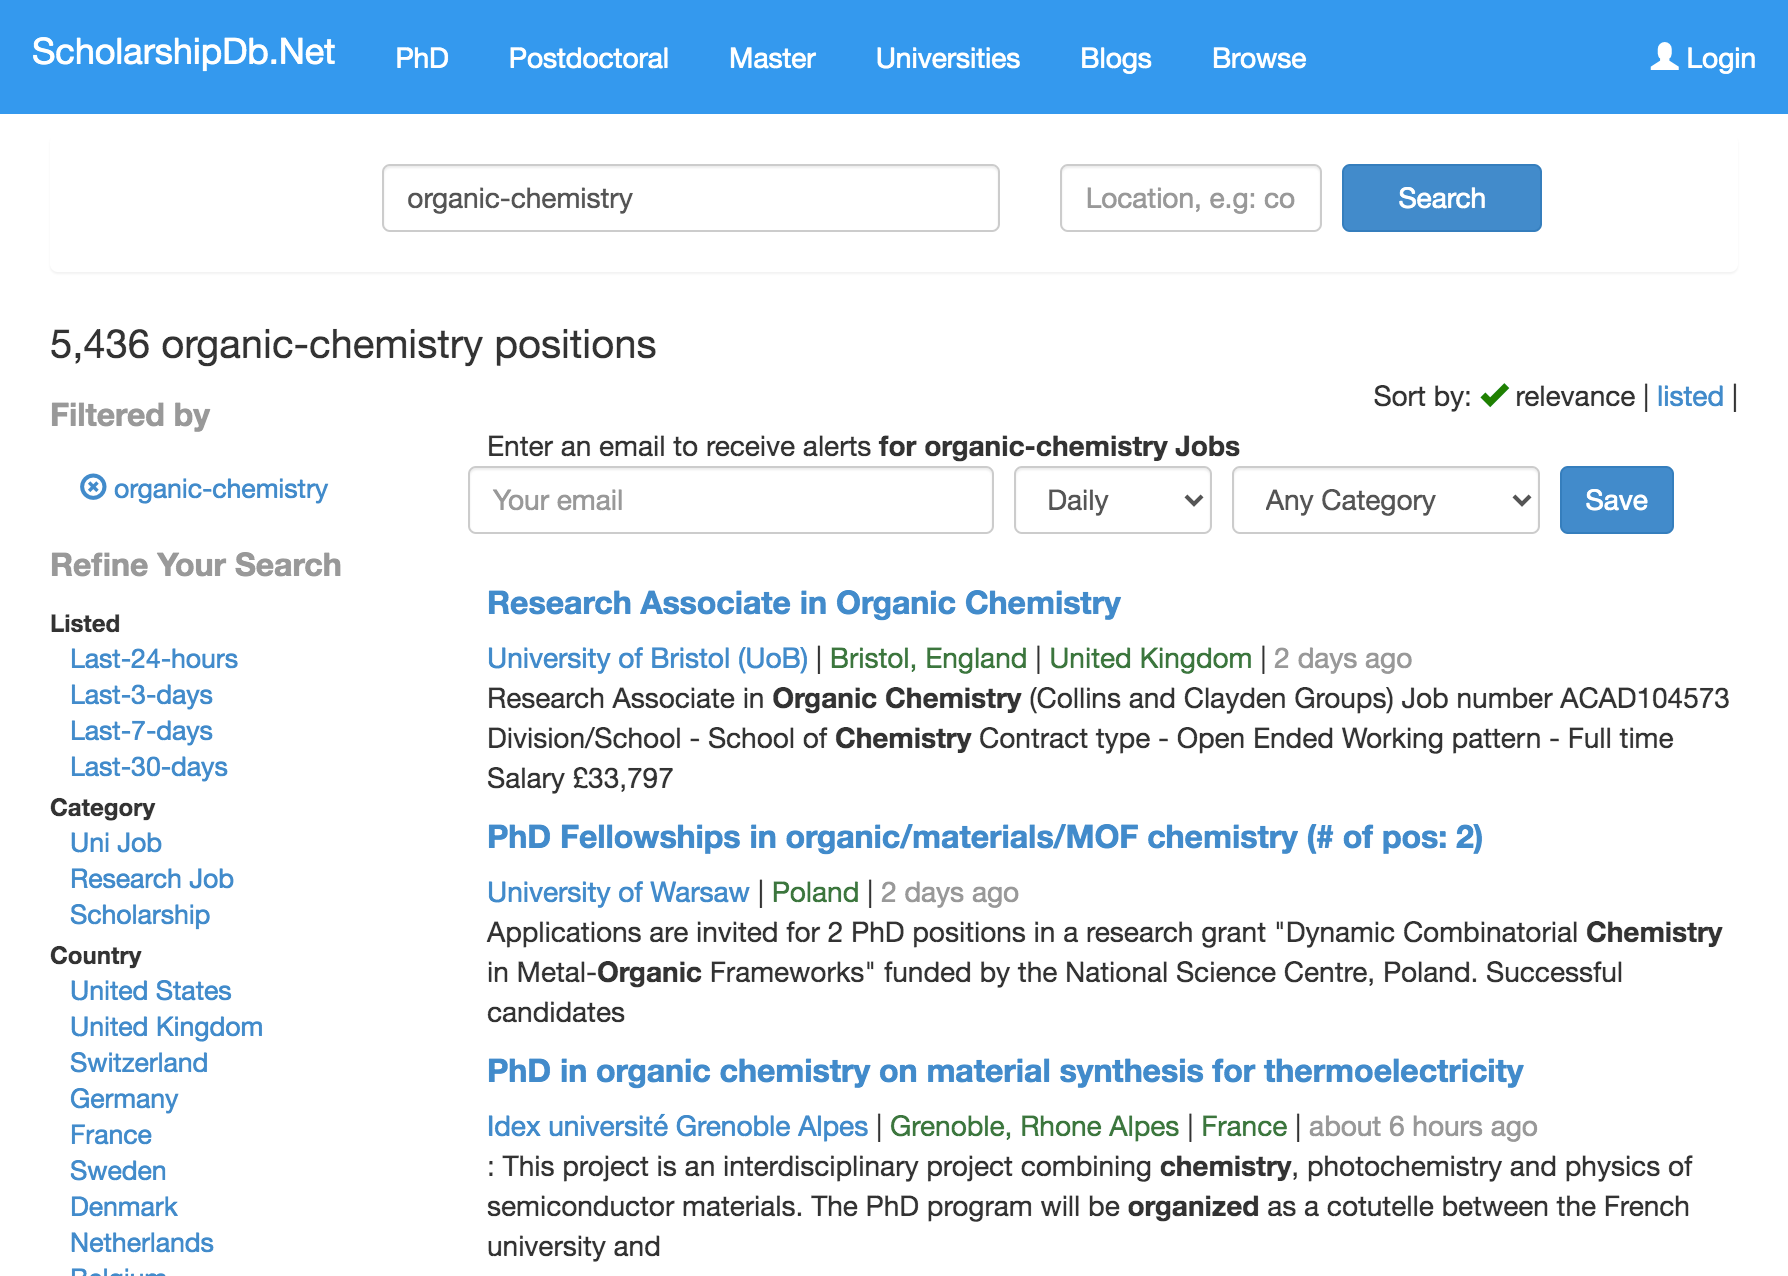 ScholarshipDb.Net PhD Postdoctoral Master Universities Blogs Browse Login
organic-chemistry Location, e.g: co Search
5,436 organic-chemistry positions
Sort by: relevance | listed |
Filtered by
organic-chemistry
Refine Your Search
Listed
Last-24-hours
Last-3-days
Last-7-days
Last-30-days
Category
Uni Job
Research Job
Scholarship
Country
United States
United Kingdom
Switzerland
Germany
France
Sweden
Denmark
Netherlands
Belgium
Enter an email to receive alerts for organic-chemistry Jobs
Your email Daily Any Category Save
Research Associate in Organic Chemistry
University of Bristol (UoB) | Bristol, England | United Kingdom | 2 days ago
Research Associate in Organic Chemistry (Collins and Clayden Groups) Job number ACAD104573
Division/School - School of Chemistry Contract type - Open Ended Working pattern - Full time
Salary £33,797
PhD Fellowships in organic/materials/MOF chemistry (# of pos: 2)
University of Warsaw | Poland | 2 days ago
Applications are invited for 2 PhD positions in a research grant "Dynamic Combinatorial Chemistry
in Metal-Organic Frameworks" funded by the National Science Centre, Poland. Successful
candidates
PhD in organic chemistry on material synthesis for thermoelectricity
Idex université Grenoble Alpes | Grenoble, Rhone Alpes | France | about 6 hours ago
: This project is an interdisciplinary project combining chemistry, photochemistry and physics of
semiconductor materials. The PhD program will be organized as a cotutelle between the French
university and